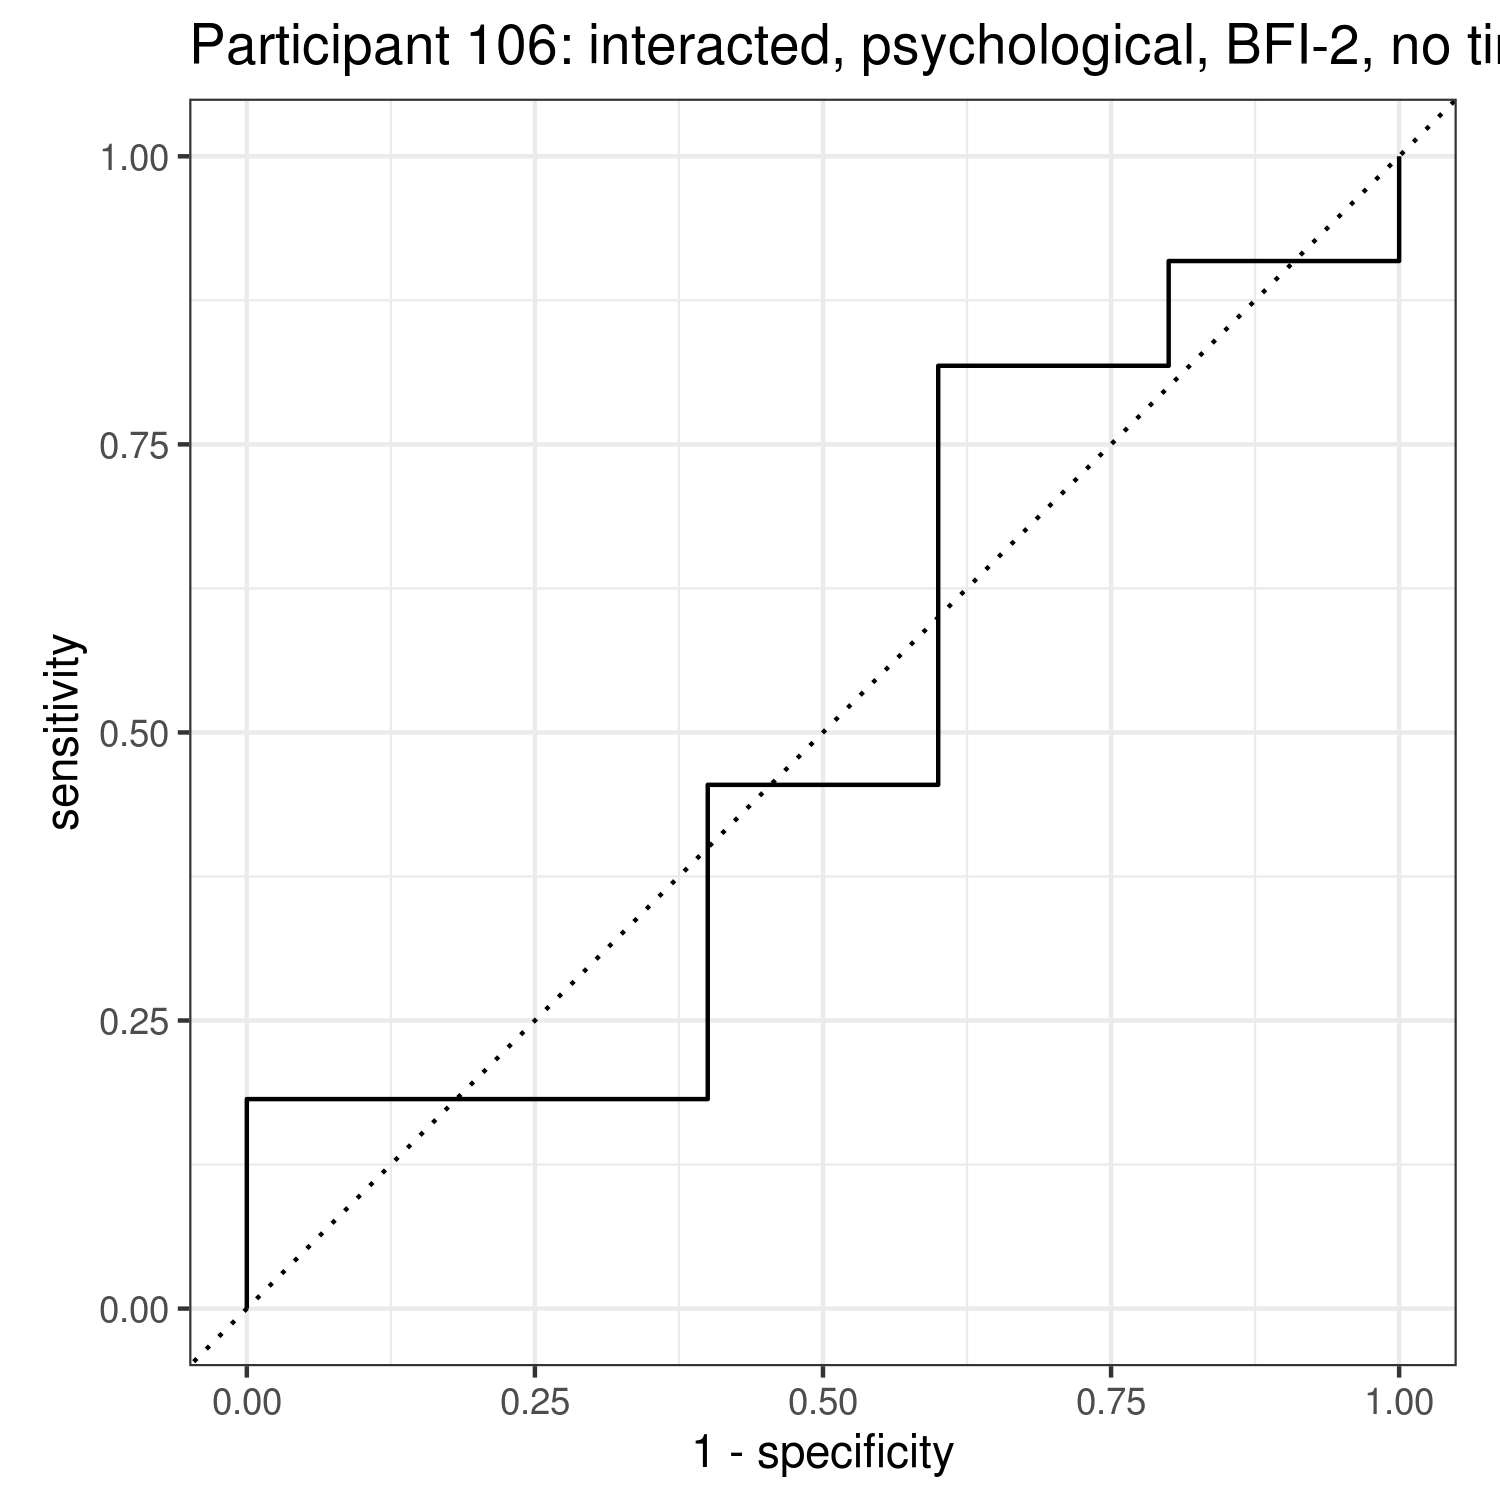 Participant 106: interacted, psychological, BFI-2, no
1.00
0.75
0.50
0.25
0.00
sensitivity
0.00 0.25 0.50 0.75 1.00
1 - specificity